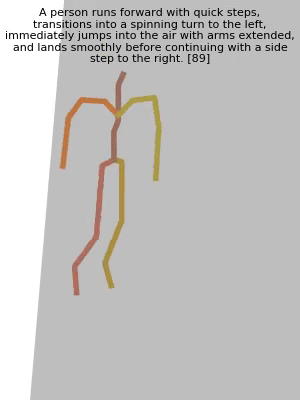 A person runs forward with quick steps,
transitions into a spinning turn to the left,
immediately jumps into the air with arms extended,
and lands smoothly before continuing with a side
step to the right. [89]